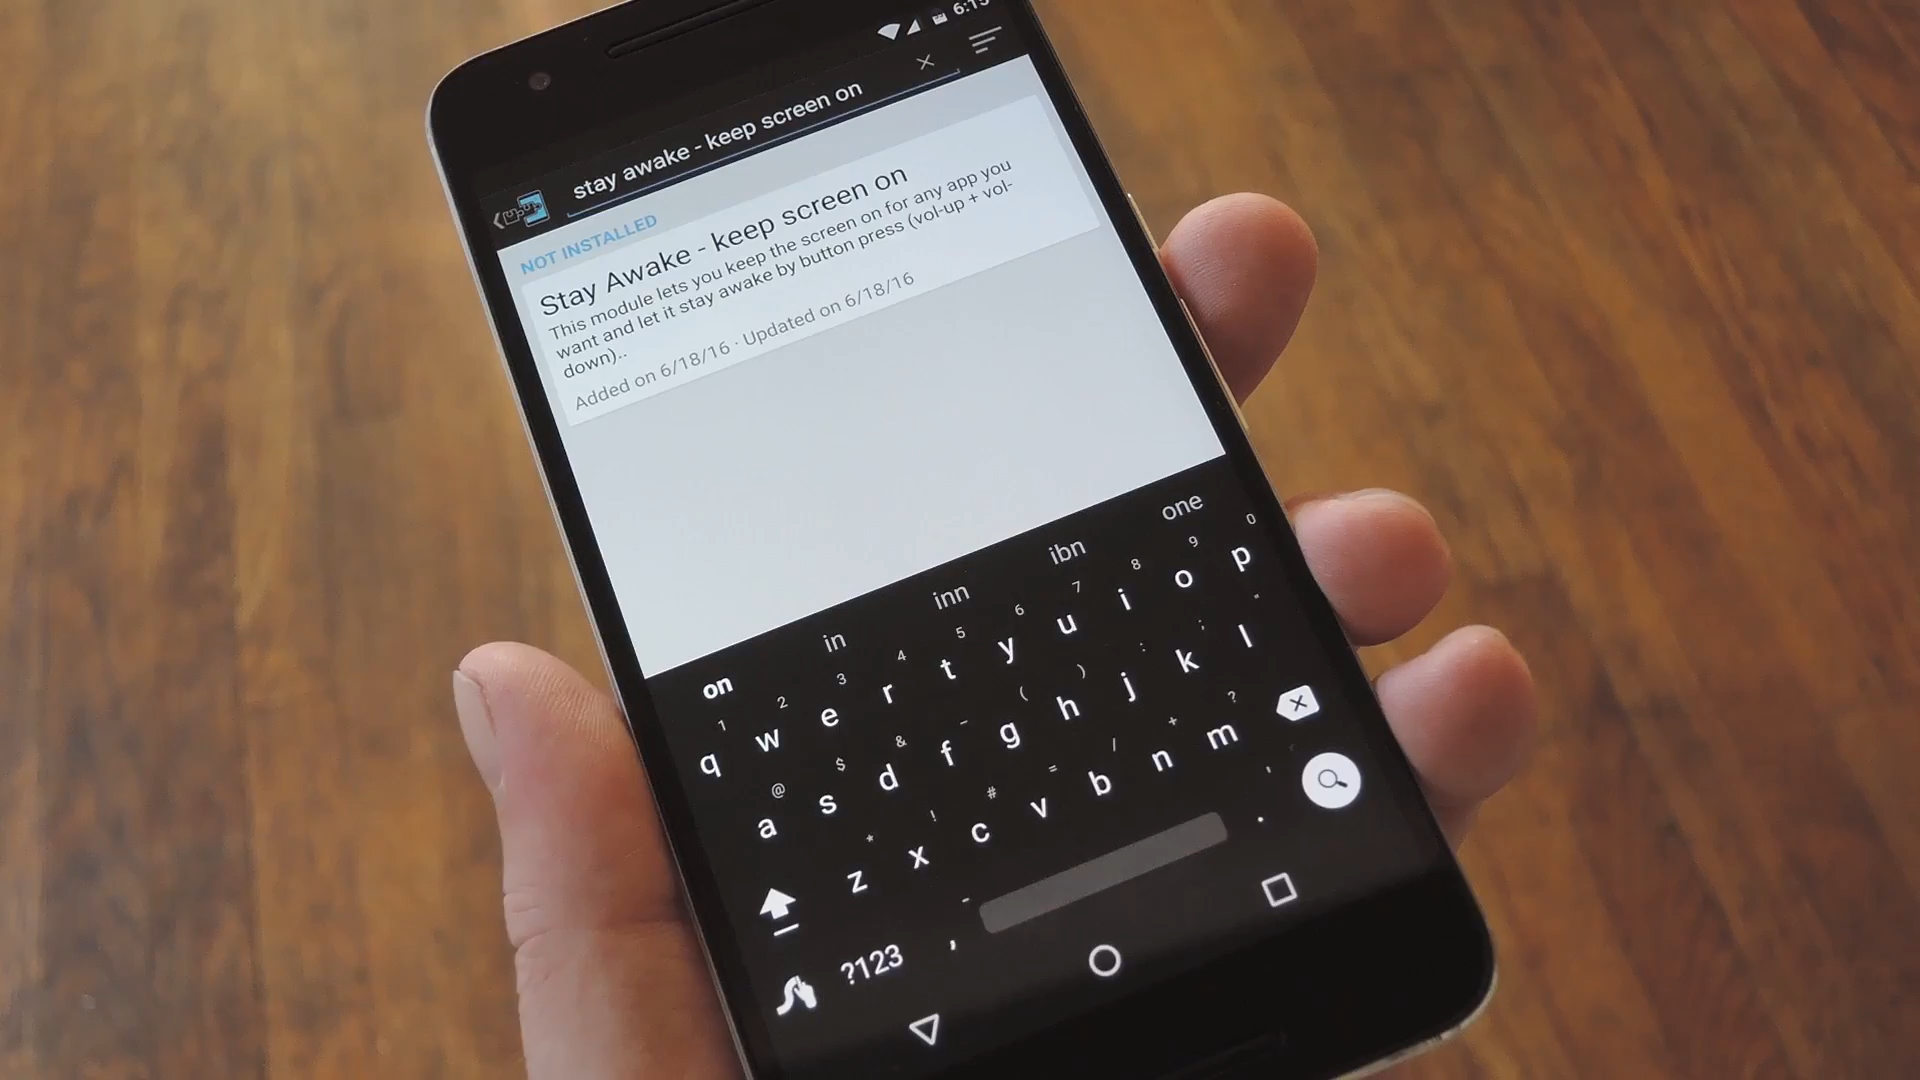 6:15
stay awake - keep screen on
NOT INSTALLED
Stay Awake - keep screen on
This module lets you keep the screen on for any app you
want and let it stay awake by button press (vol-up + vol-
down)..
Added on 6/18/16 · Updated on 6/18/16
on in inn ibn one
1 2 3 4 5 6 7 8 9 0
q w e r t y u i o p
@ $ & - ( ) : ; "
a s d f g h j k l
* ! # = / + ?
z x c v b n m
?123 , - . '